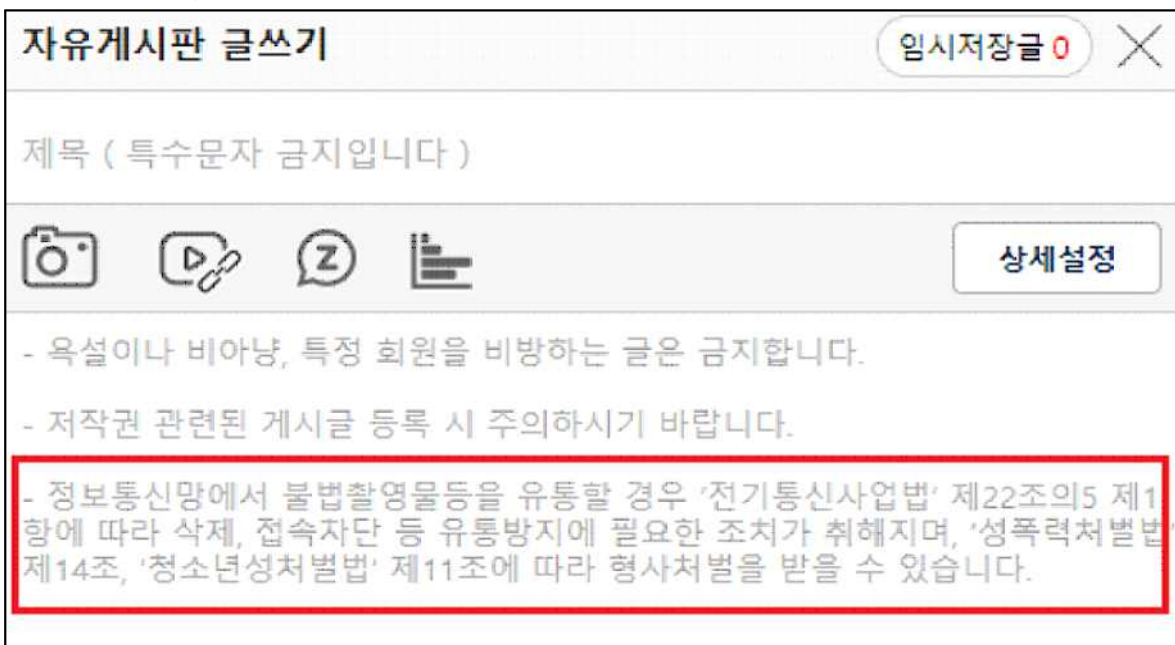 자유게시판 글쓰기
임시저장글 0
제목 ( 특수문자 금지입니다 )
상세설정
- 욕설이나 비아냥, 특정 회원을 비방하는 글은 금지합니다.
- 저작권 관련된 게시글 등록 시 주의하시기 바랍니다.
- 정보통신망에서 불법촬영물등을 유통할 경우 '전기통신사업법' 제22조의5 제1
항에 따라 삭제, 접속차단 등 유통방지에 필요한 조치가 취해지며, '성폭력처벌법
제14조, '청소년성처벌법' 제11조에 따라 형사처벌을 받을 수 있습니다.